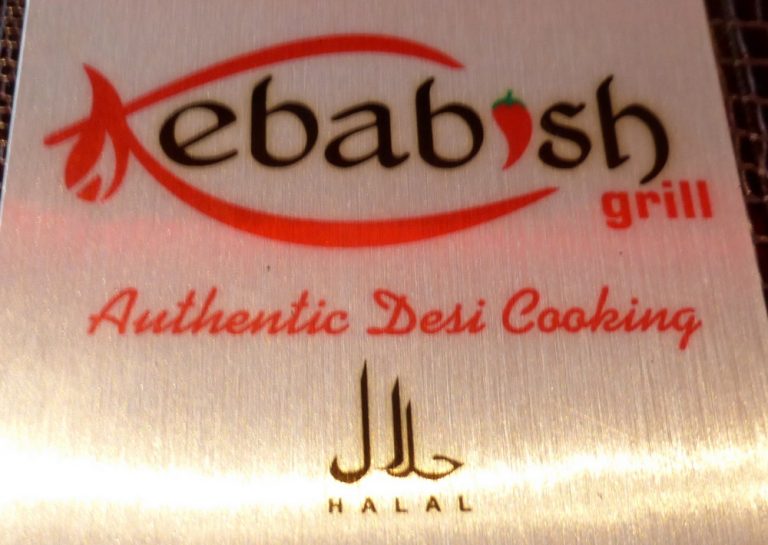 Kebabish
grill
Authentic Desi Cooking
حلال
HALAL